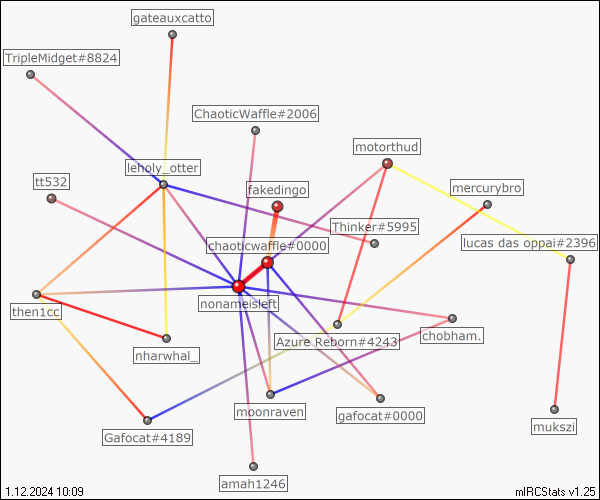 gateauxcatto
TripleMidget#8824
ChaoticWaffle#2006
motorthud
leholy_otter
tt532
fakedingo
mercurybro
Thinker#5995
chaoticwaffle#0000
lucas das oppai#2396
nonameisleft
then1cc
chobham.
Azure Reborn#4243
nharwhal_
moonraven
gafocat#0000
mukszi
Gafocat#4189
amah1246
1.12.2024 10:09
mIRCStats v1.25